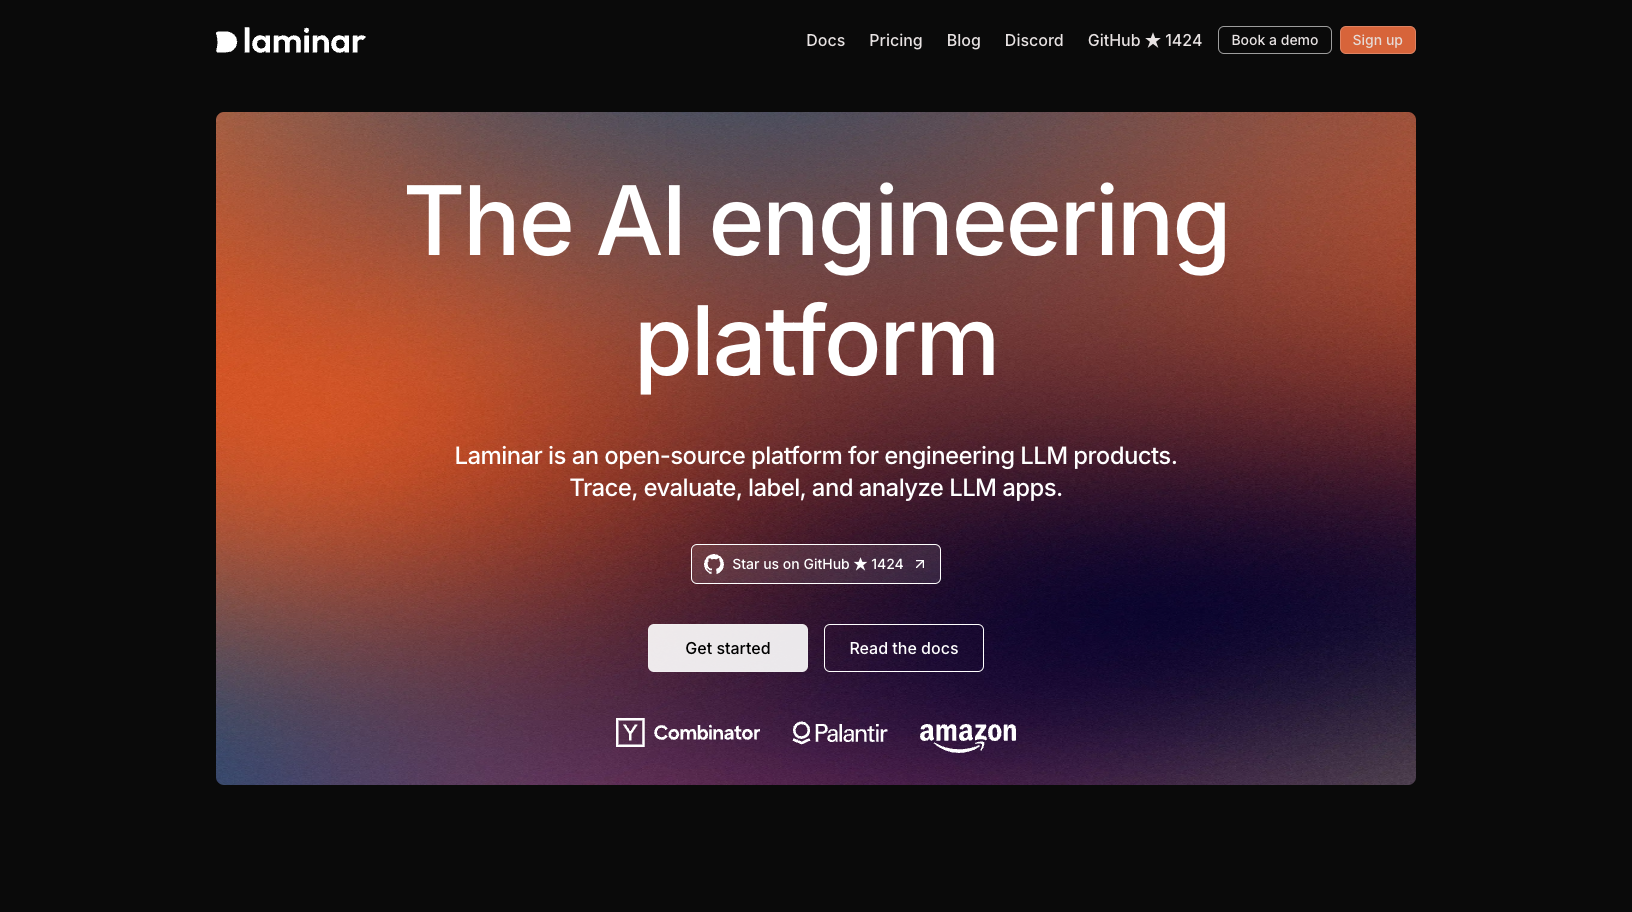 laminar
Docs Pricing Blog Discord GitHub ★ 1424 Book a demo Sign up
The AI engineering
platform
Laminar is an open-source platform for engineering LLM products.
Trace, evaluate, label, and analyze LLM apps.
Star us on GitHub ★ 1424
Get started Read the docs
Y Combinator Palantir amazon